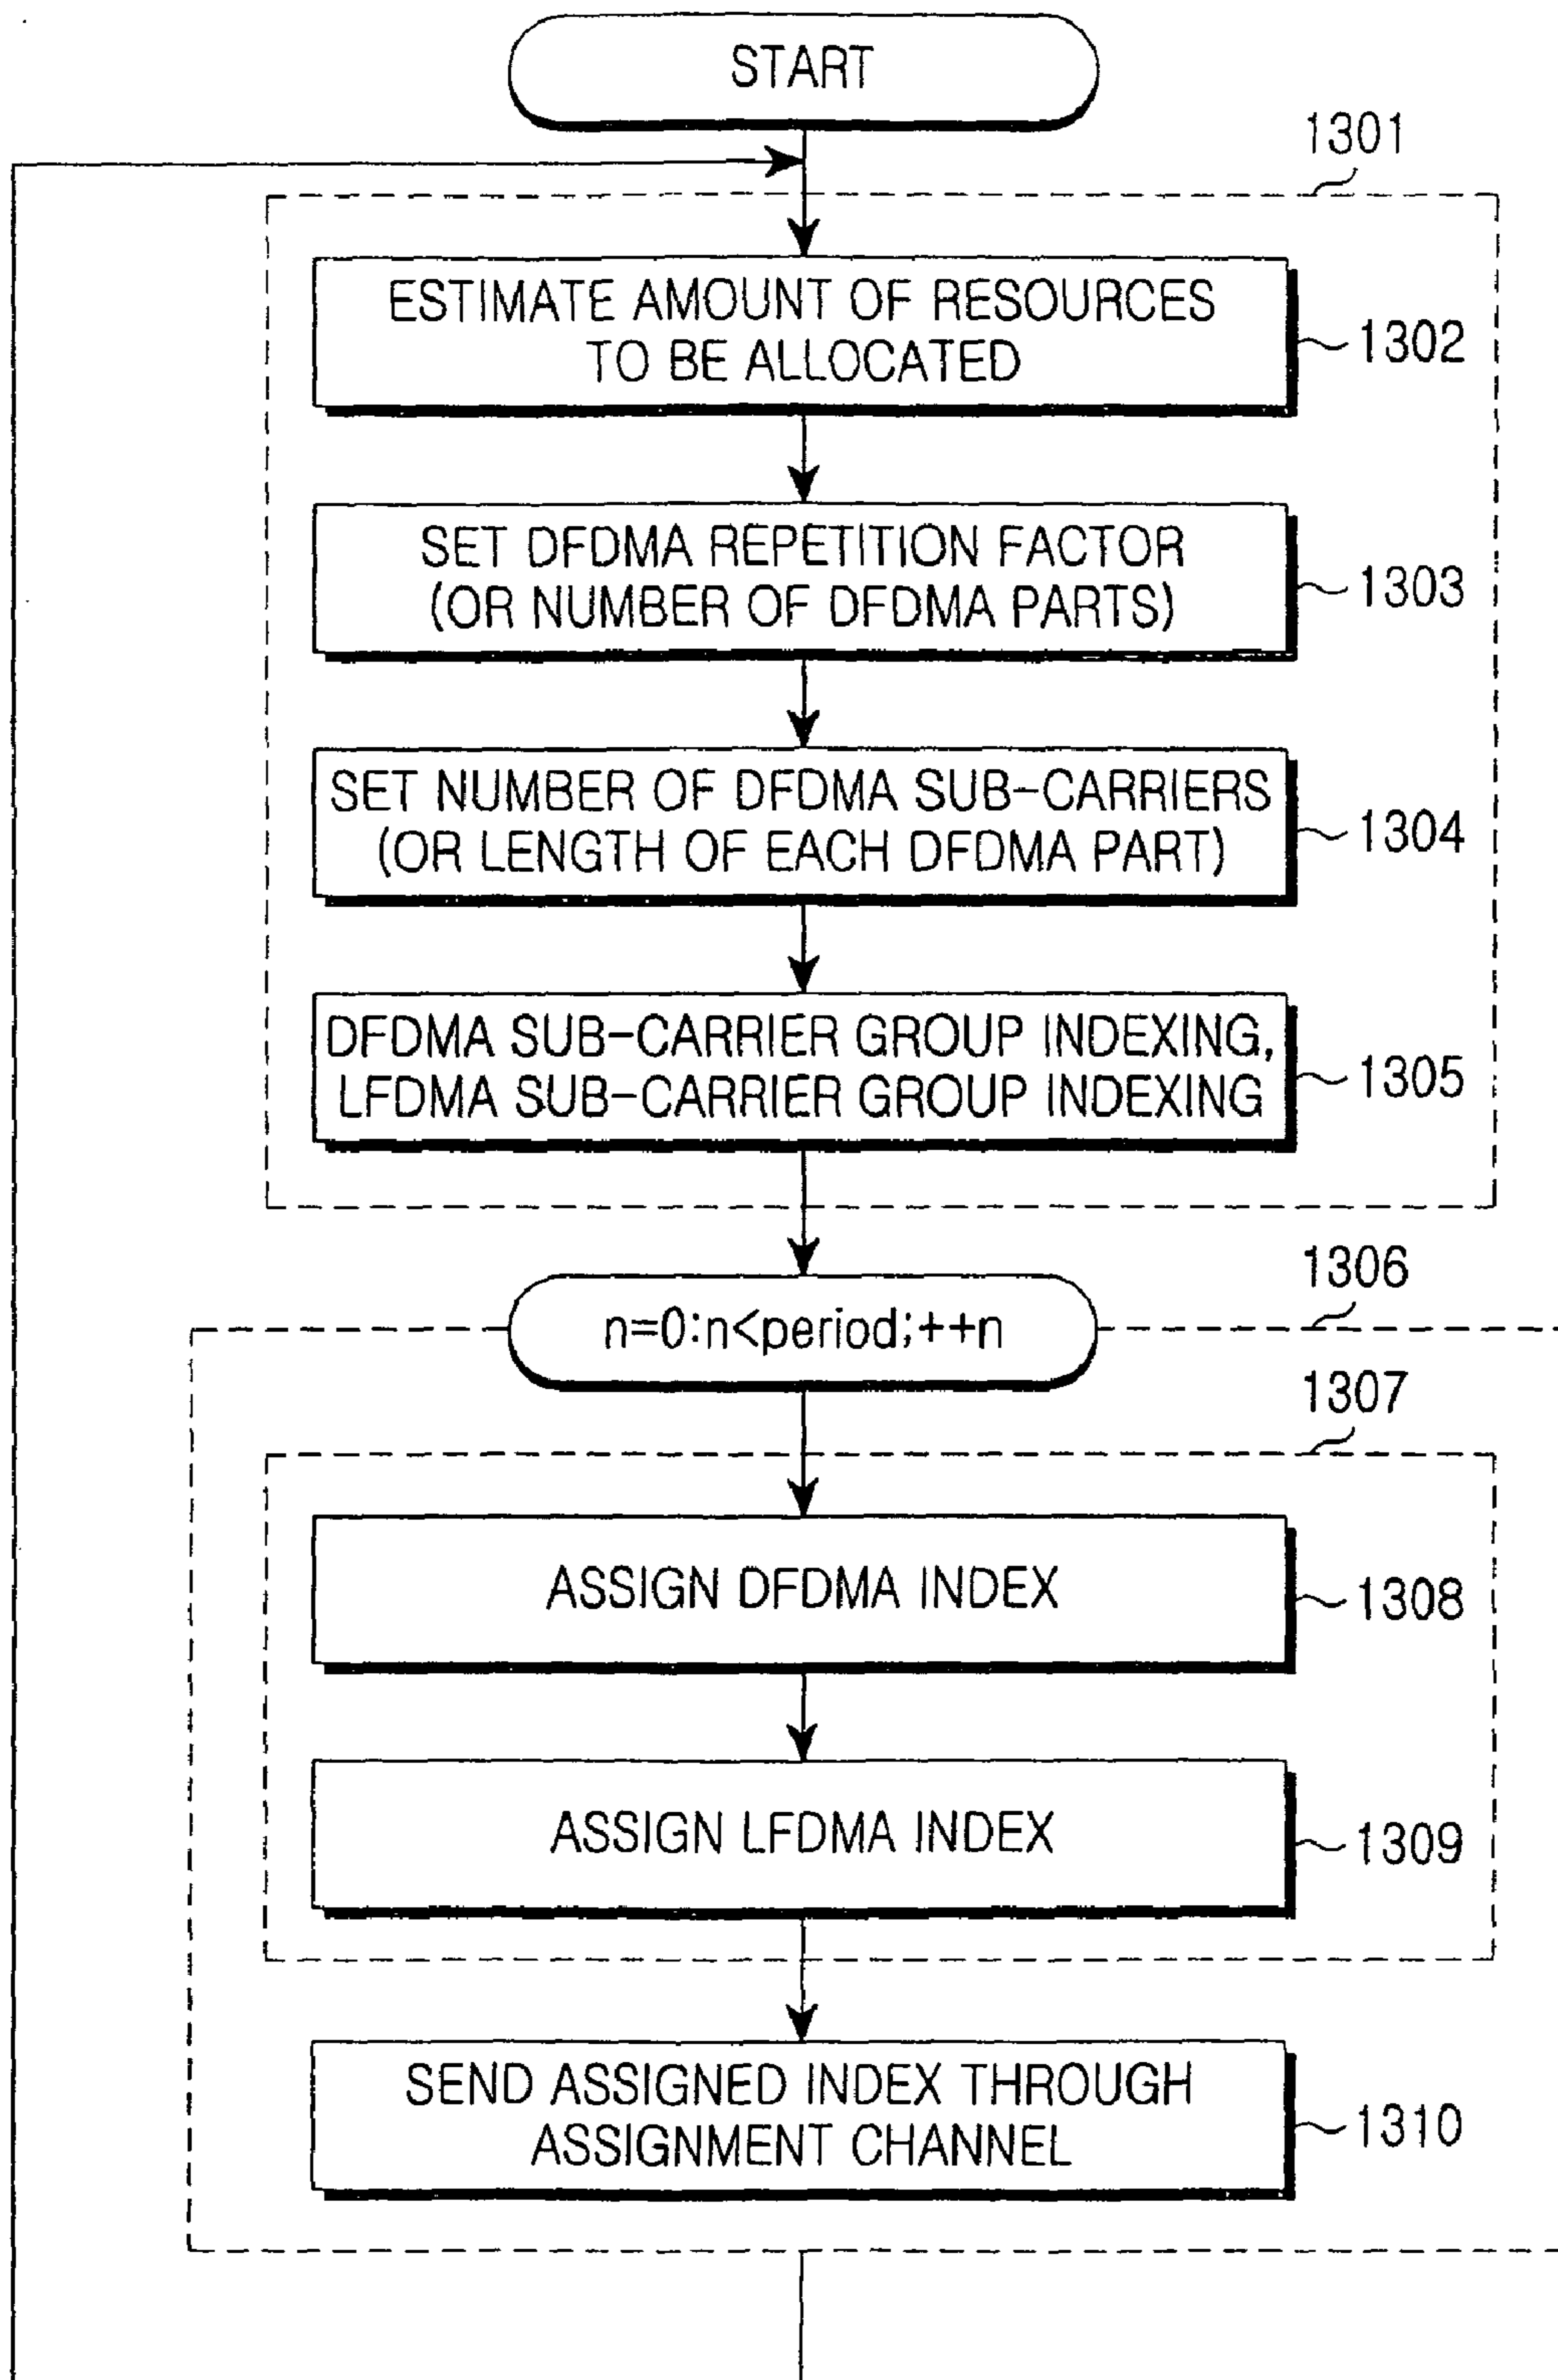 START
1301
ESTIMATE AMOUNT OF RESOURCES
TO BE ALLOCATED
1302
SET DFDMA REPETITION FACTOR
(OR NUMBER OF DFDMA PARTS)
1303
SET NUMBER OF DFDMA SUB-CARRIERS
(OR LENGTH OF EACH DFDMA PART)
1304
DFDMA SUB-CARRIER GROUP INDEXING,
LFDMA SUB-CARRIER GROUP INDEXING
1305
1306
n=0:n<period;++n
1307
ASSIGN DFDMA INDEX
1308
ASSIGN LFDMA INDEX
1309
SEND ASSIGNED INDEX THROUGH
ASSIGNMENT CHANNEL
1310